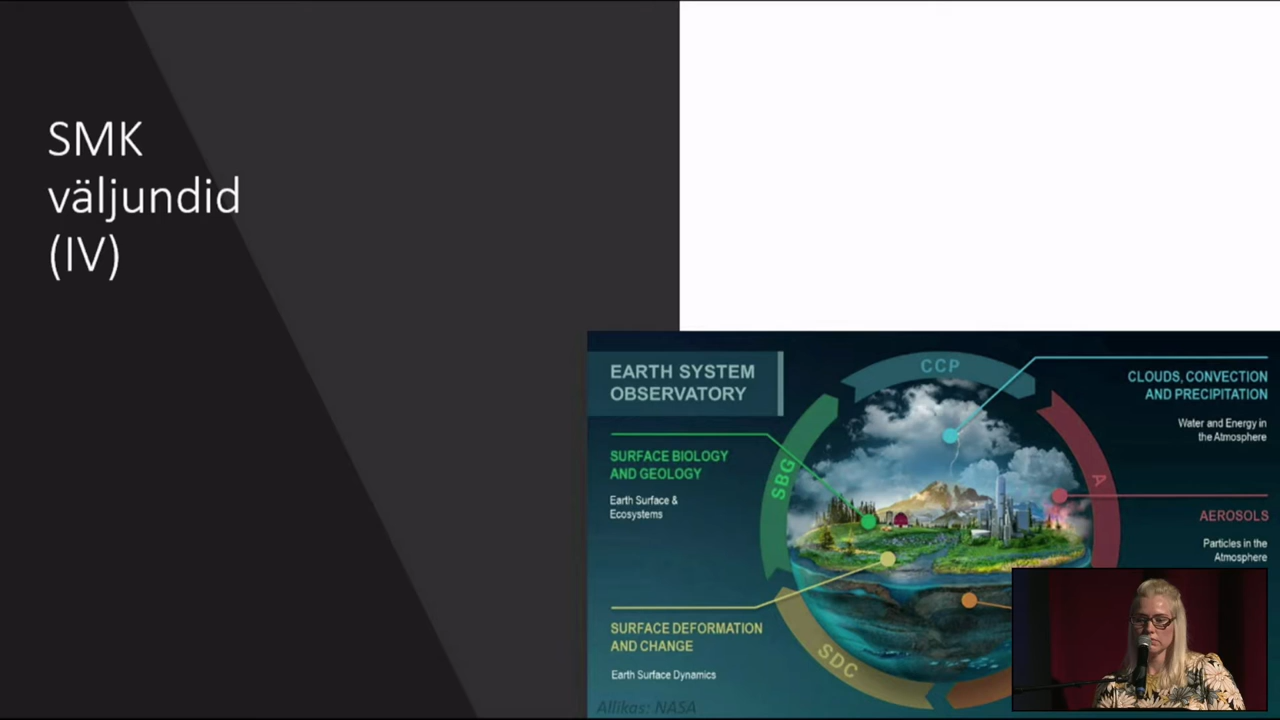 SMK
väljundid
(IV)
EARTH SYSTEM
OBSERVATORY
CCP
CLOUDS, CONVECTION
AND PRECIPITATION
Water and Energy in
the Atmosphere
SURFACE BIOLOGY
AND GEOLOGY
Earth Surface &
Ecosystems
SBG
A
AEROSOLS
Particles in the
Atmosphere
SURFACE DEFORMATION
AND CHANGE
Earth Surface Dynamics
SDC
Allikas: NASA